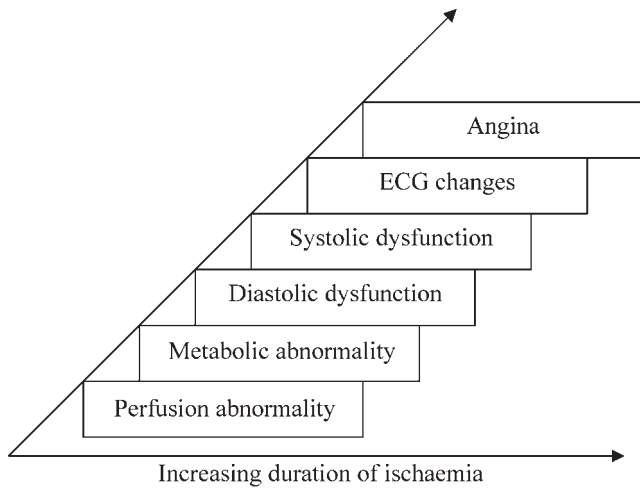 Angina
ECG changes
Systolic dysfunction
Diastolic dysfunction
Metabolic abnormality
Perfusion abnormality
Increasing duration of ischaemia